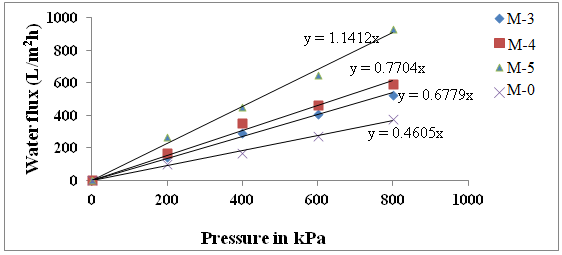 1000
800
600
400
200
0
Water flux (L/m²h)
y = 1.1412x
y = 0.7704x
y = 0.6779x
y = 0.4605x
M-3
M-4
M-5
M-0
0 200 400 600 800 1000
Pressure in kPa